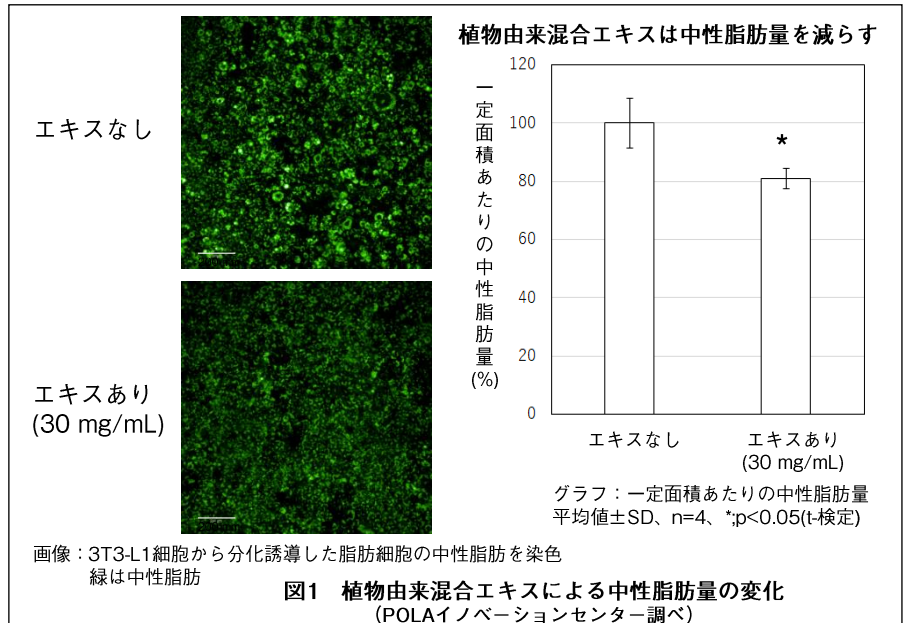 植物由来混合エキスは中性脂肪量を減らす
エキスなし
エキスあり
(30 mg/mL)
一定面積あたりの中性脂肪量(%)
120
100
80
60
40
20
0
*
エキスなし
エキスあり
(30 mg/mL)
グラフ：一定面積あたりの中性脂肪量
平均値±SD、n=4、*;p<0.05(t-検定)
画像：3T3-L1細胞から分化誘導した脂肪細胞の中性脂肪を染色
緑は中性脂肪
図1　植物由来混合エキスによる中性脂肪量の変化
（POLAイノベーションセンター調べ）